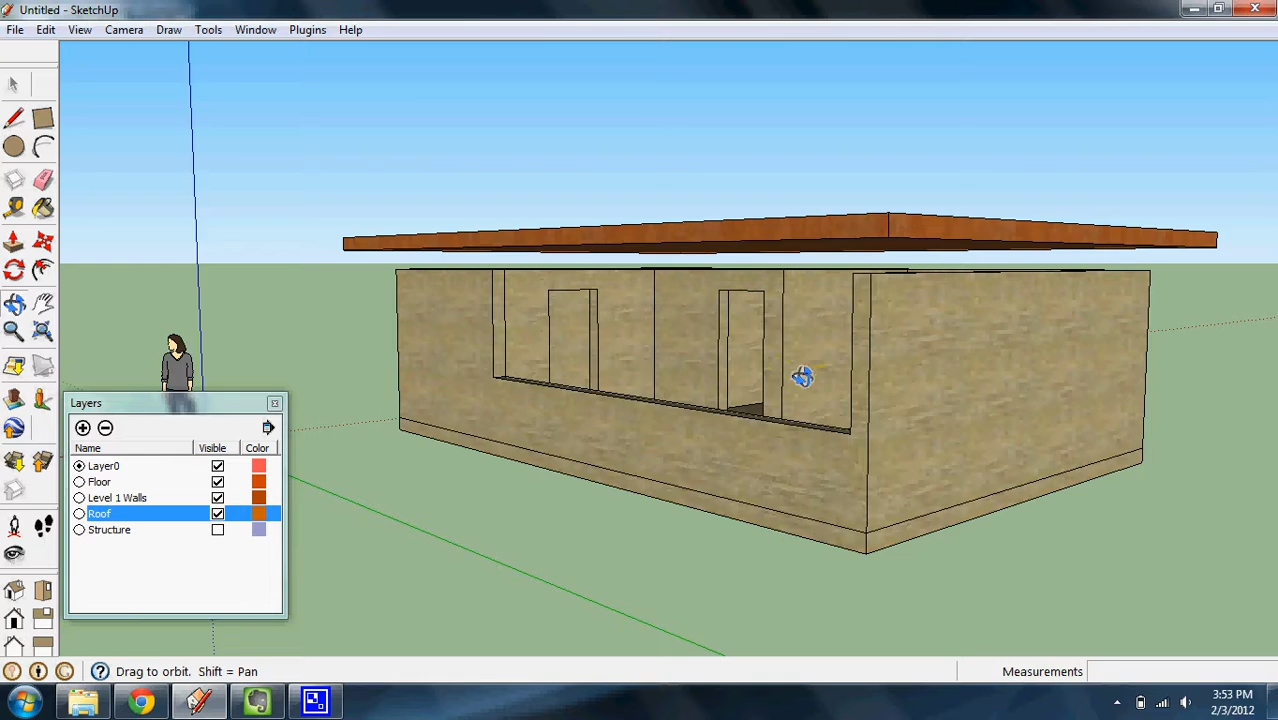 Untitled - SketchUp
File Edit View Camera Draw Tools Window Plugins Help
Layers
Name Visible Color
Layer0
Floor
Level 1 Walls
Roof
Structure
Drag to orbit. Shift = Pan
Measurements
3:53 PM
2/3/2012